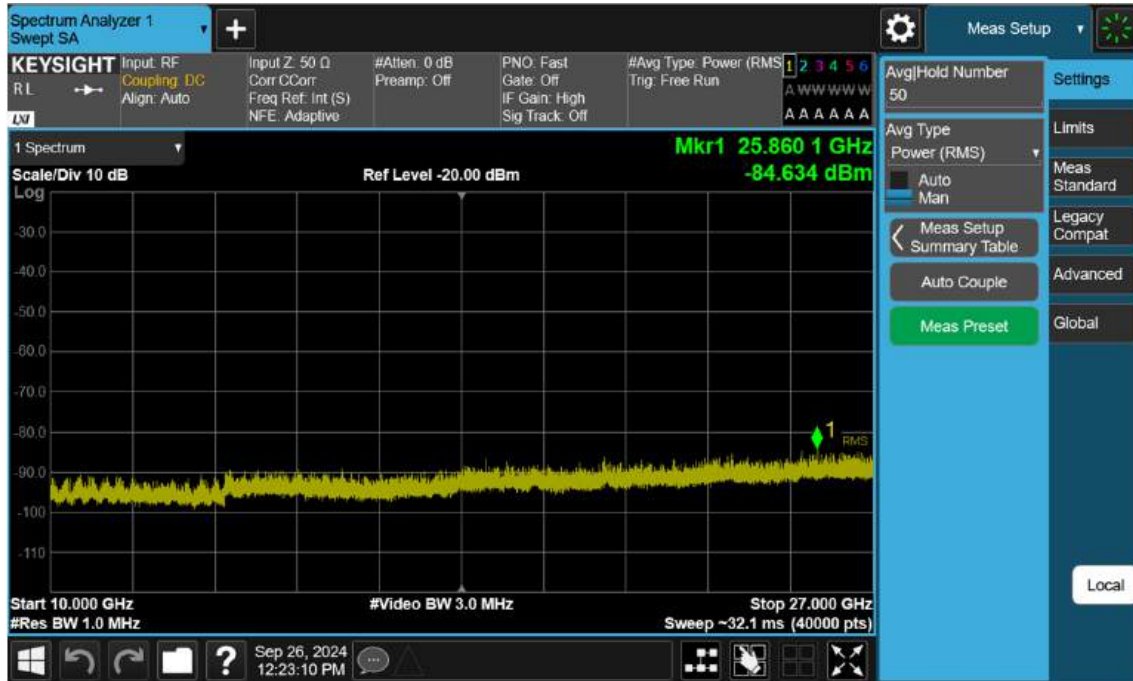 Spectrum Analyzer 1
Swept SA
+
Meas Setup
KEYSIGHT
RL
LXI
Input: RF
Coupling: DC
Align: Auto
Input Z: 50 Ω
Corr CCorr
Freq Ref: Int (S)
NFE: Adaptive
#Atten: 0 dB
Preamp: Off
PNO: Fast
Gate: Off
IF Gain: High
Sig Track: Off
#Avg Type: Power (RMS
Trig: Free Run
1 2 3 4 5 6
A W W W W W
A A A A A A
1 Spectrum
Mkr1 25.860 1 GHz
Scale/Div 10 dB
Ref Level -20.00 dBm
-84.634 dBm
Log
-30.0
-40.0
-50.0
-60.0
-70.0
-80.0
1
RMS
-90.0
-100
-110
Start 10.000 GHz
#Video BW 3.0 MHz
Stop 27.000 GHz
#Res BW 1.0 MHz
Sweep ~32.1 ms (40000 pts)
?
Sep 26, 2024
12:23:10 PM
Avg|Hold Number
50
Avg Type
Power (RMS)
Auto
Man
Meas Setup
Summary Table
Auto Couple
Meas Preset
Settings
Limits
Meas
Standard
Legacy
Compat
Advanced
Global
Local